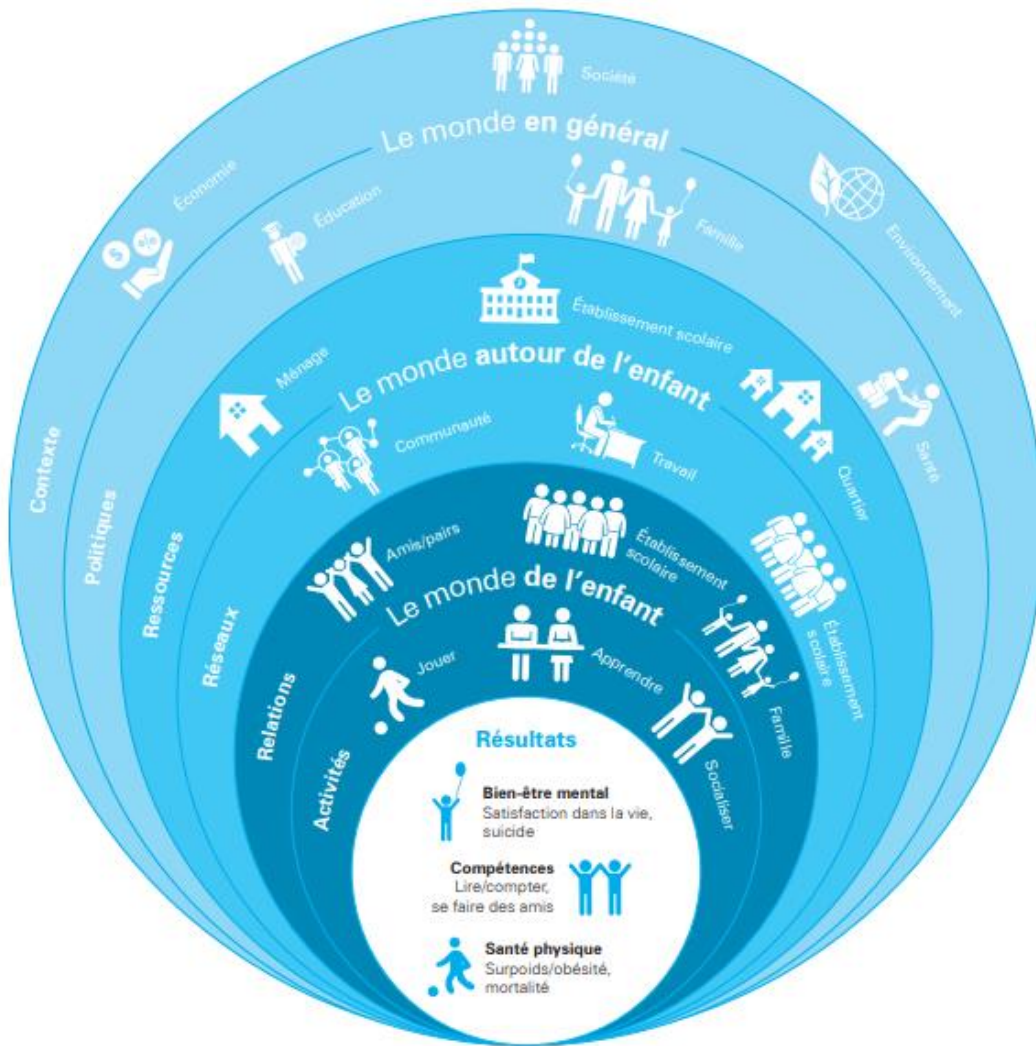 Société
Le monde en général
Économie
Éducation
Famille
Environnement
Établissement scolaire
Le monde autour de l'enfant
Ménage
Communauté
Travail
Quartier
Santé
Contexte
Politiques
Ressources
Réseaux
Relations
Activités
Amis/pairs
Établissement
scolaire
Le monde de l'enfant
Établissement
scolaire
Famille
Jouer
Apprendre
Socialiser
Résultats
Bien-être mental
Satisfaction dans la vie,
suicide
Compétences
Lire/compter,
se faire des amis
Santé physique
Surpoids/obésité,
mortalité
$